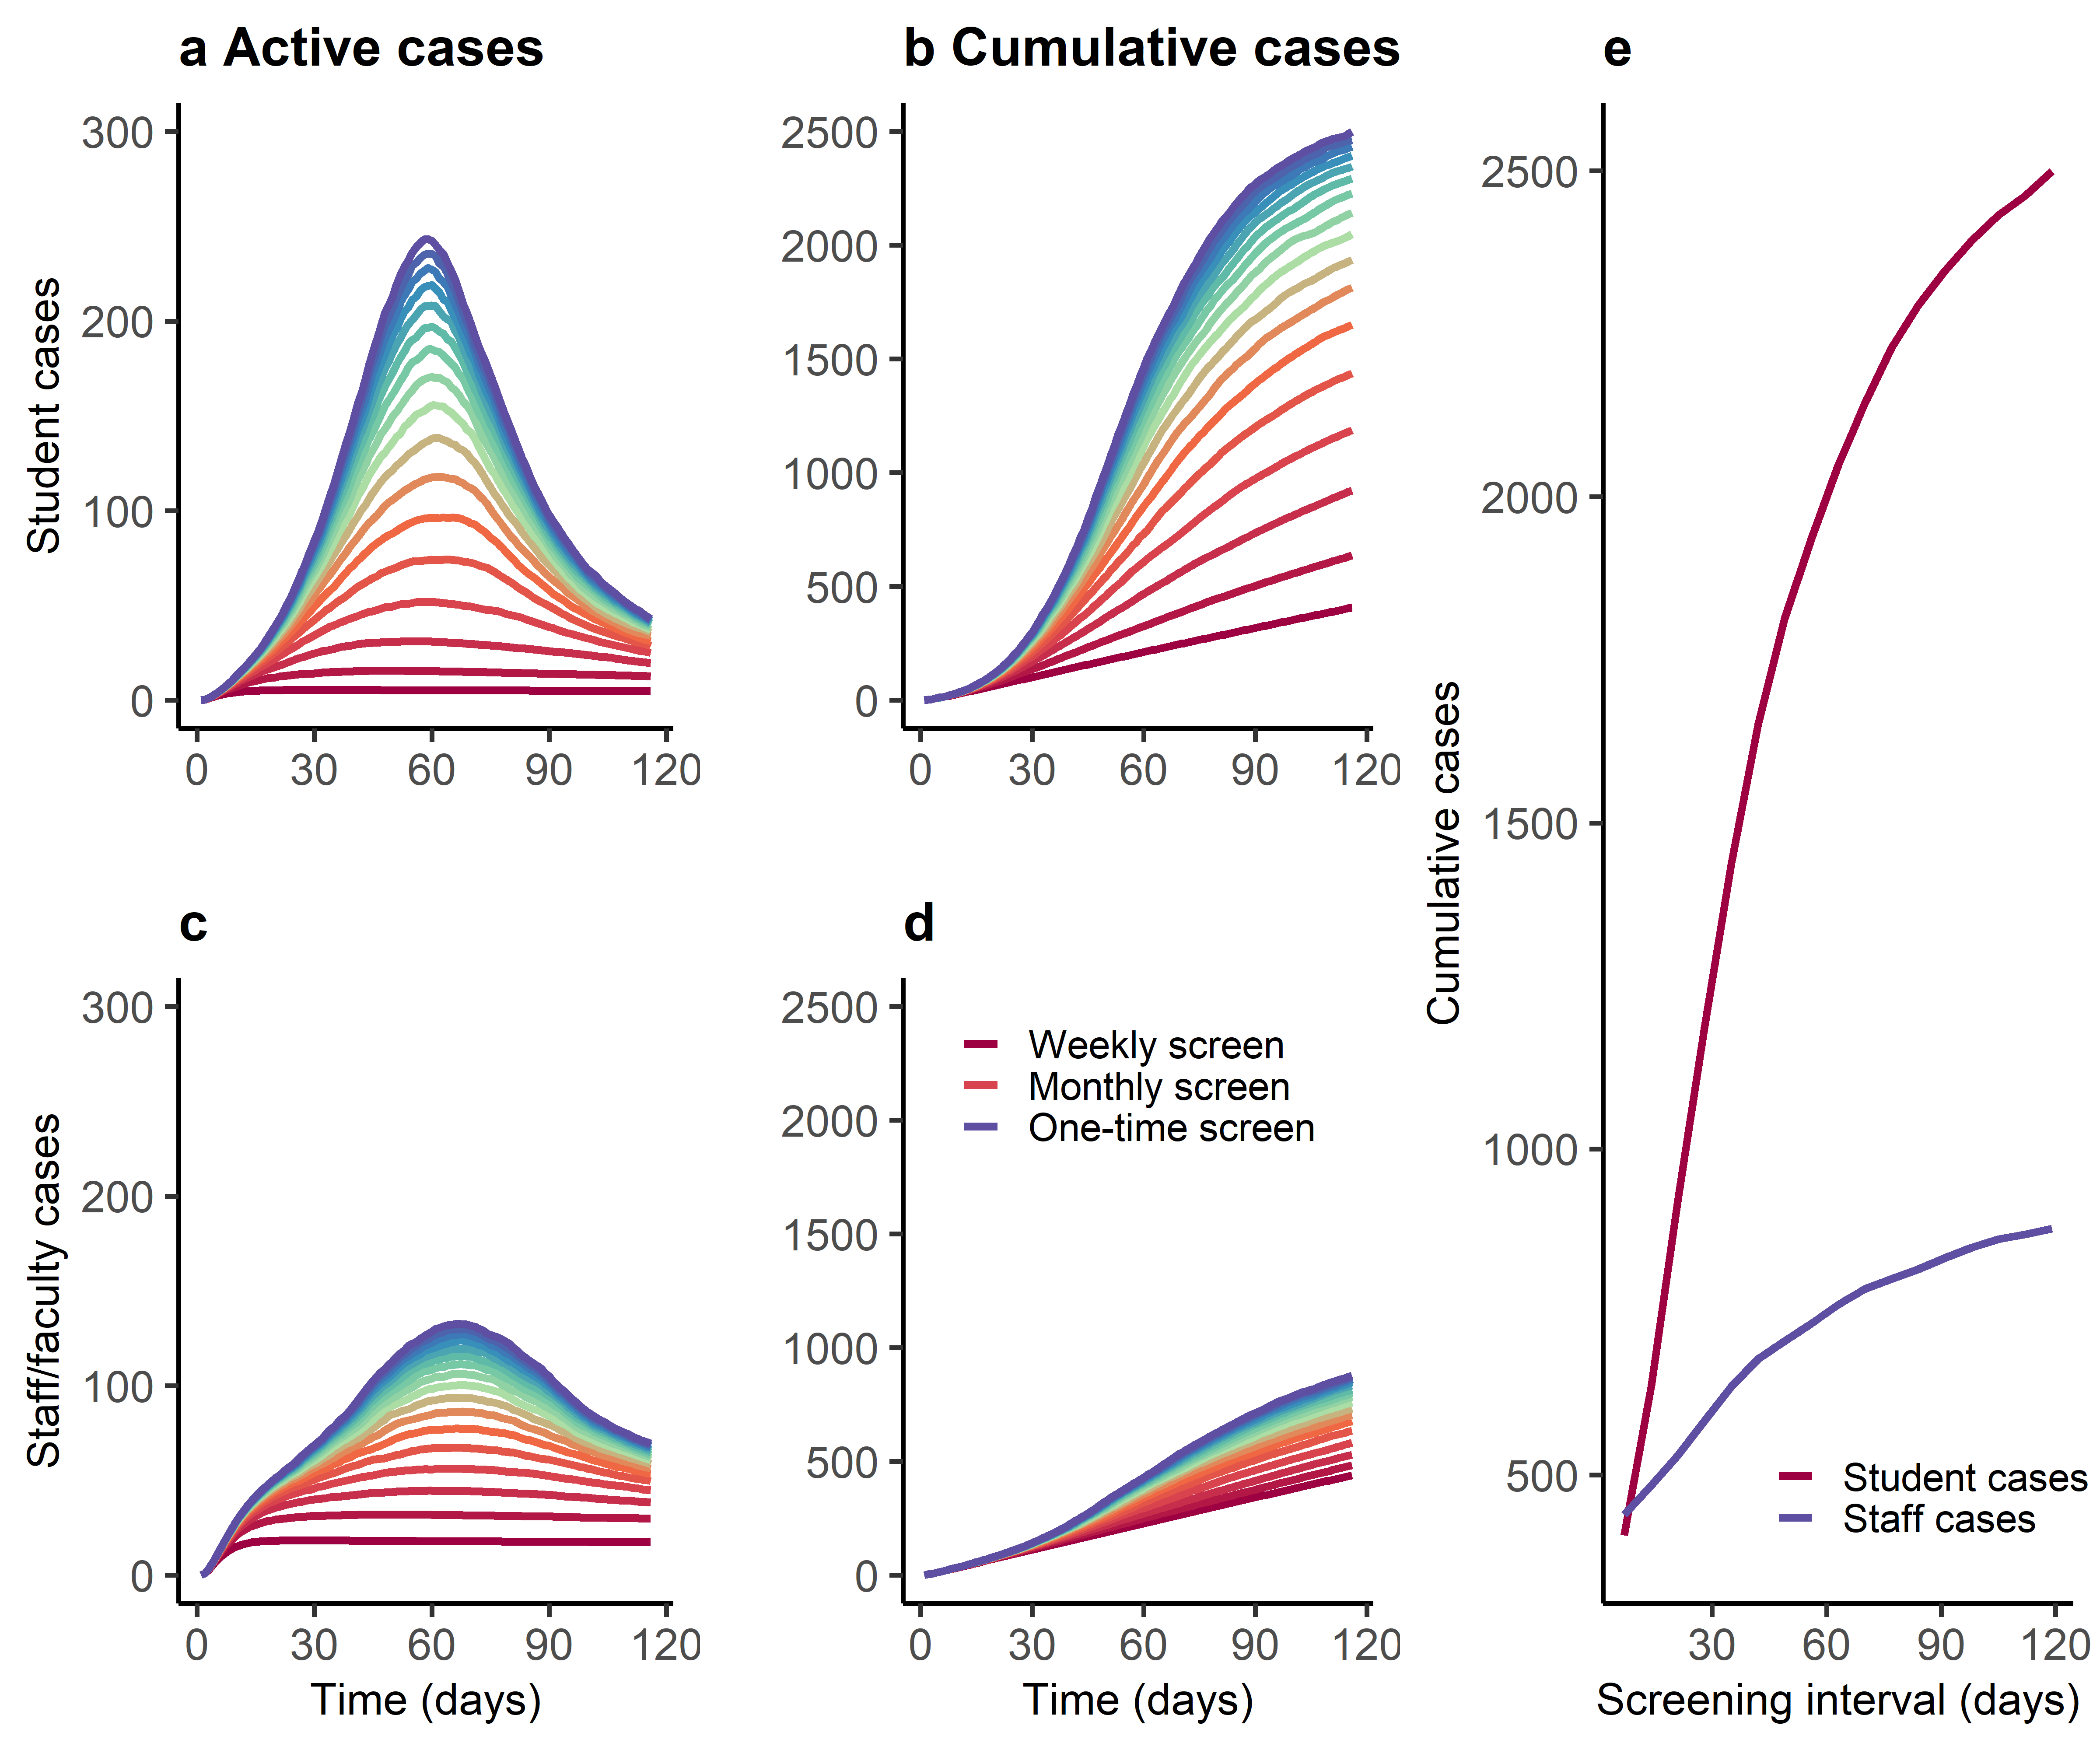 a Active cases
300
200
100
0
Student cases
0 30 60 90 120
b Cumulative cases
2500
2000
1500
1000
500
0
0 30 60 90 120
c
300
200
100
0
Staff/faculty cases
0 30 60 90 120
Time (days)
d
2500
2000
1500
1000
500
0
Weekly screen
Monthly screen
One-time screen
0 30 60 90 120
Time (days)
e
2500
2000
1500
1000
500
Cumulative cases
Student cases
Staff cases
30 60 90 120
Screening interval (days)